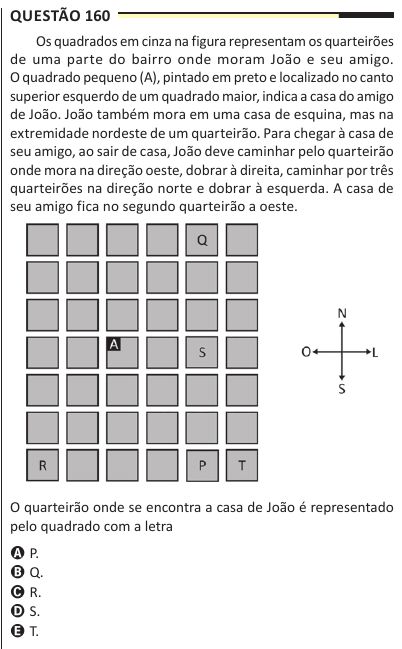 QUESTÃO 160
Os quadrados em cinza na figura representam os quarteirões
de uma parte do bairro onde moram João e seu amigo.
O quadrado pequeno (A), pintado em preto e localizado no canto
superior esquerdo de um quadrado maior, indica a casa do amigo
de João. João também mora em uma casa de esquina, mas na
extremidade nordeste de um quarteirão. Para chegar à casa de
seu amigo, ao sair de casa, João deve caminhar pelo quarteirão
onde mora na direção oeste, dobrar à direita, caminhar por três
quarteirões na direção norte e dobrar à esquerda. A casa de
seu amigo fica no segundo quarteirão a oeste.
Q
N
A
S
O
L
S
R
P
T
O quarteirão onde se encontra a casa de João é representado
pelo quadrado com a letra
A P.
B Q.
C R.
D S.
E T.